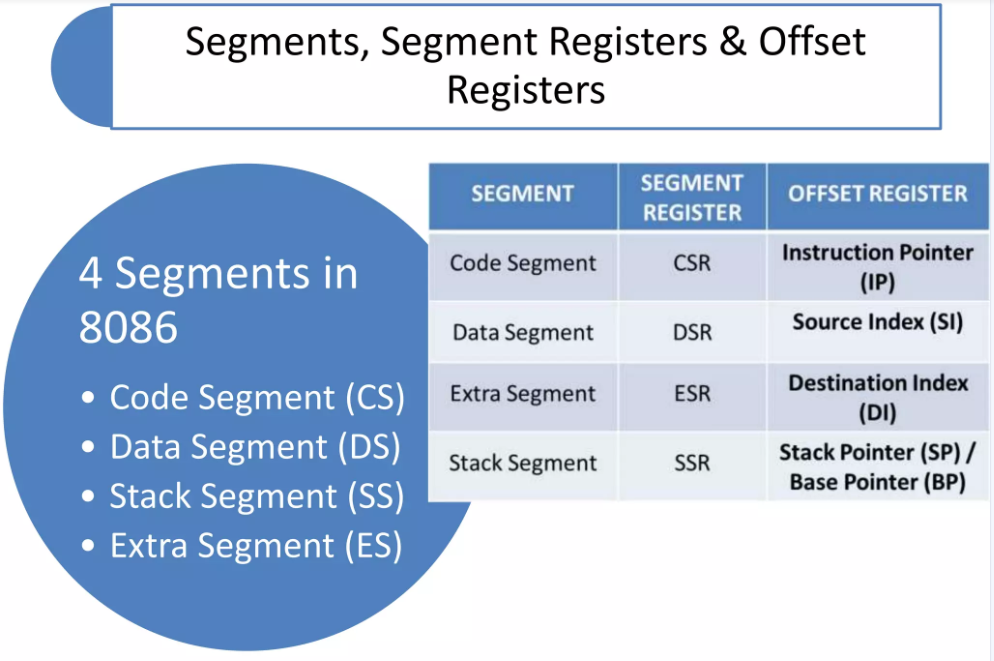 Segments, Segment Registers & Offset
Registers
4 Segments in
8086
• Code Segment (CS)
• Data Segment (DS)
• Stack Segment (SS)
• Extra Segment (ES)
SEGMENT SEGMENT REGISTER OFFSET REGISTER
Code Segment CSR Instruction Pointer (IP)
Data Segment DSR Source Index (SI)
Extra Segment ESR Destination Index (DI)
Stack Segment SSR Stack Pointer (SP) / Base Pointer (BP)